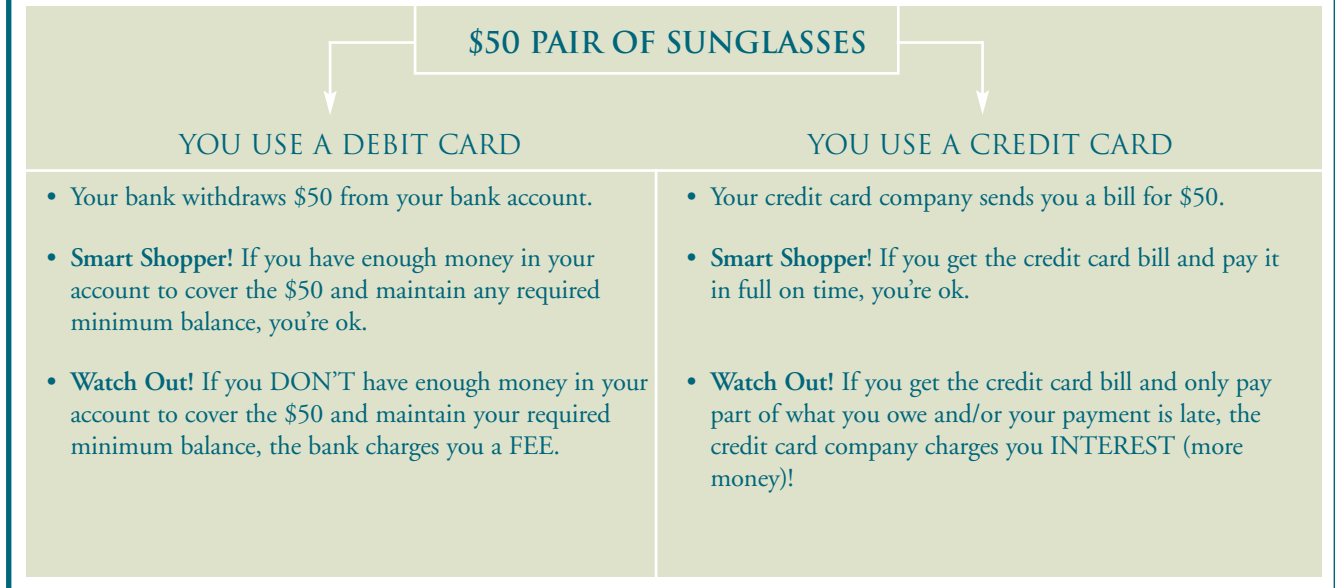 $50 PAIR OF SUNGLASSES
YOU USE A DEBIT CARD
• Your bank withdraws $50 from your bank account.
• Smart Shopper! If you have enough money in your
account to cover the $50 and maintain any required
minimum balance, you’re ok.
• Watch Out! If you DON’T have enough money in your
account to cover the $50 and maintain your required
minimum balance, the bank charges you a FEE.
YOU USE A CREDIT CARD
• Your credit card company sends you a bill for $50.
• Smart Shopper! If you get the credit card bill and pay it
in full on time, you’re ok.
• Watch Out! If you get the credit card bill and only pay
part of what you owe and/or your payment is late, the
credit card company charges you INTEREST (more
money)!